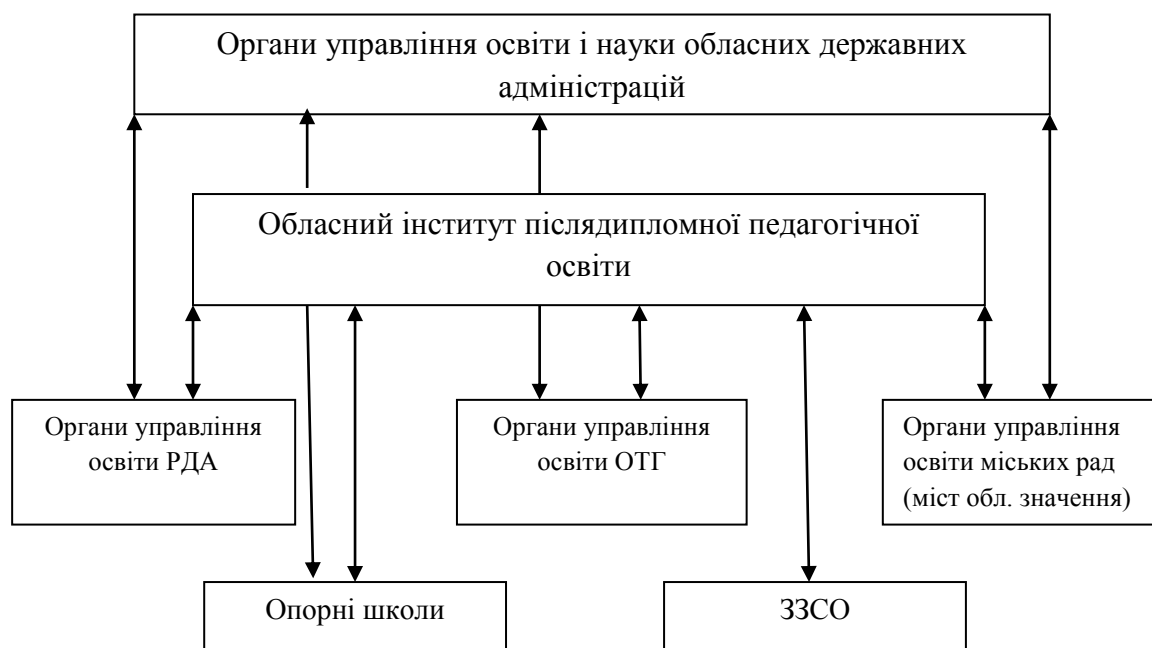 Органи управління освіти і науки обласних державних
адміністрацій
Обласний інститут післядипломної педагогічної
освіти
Органи управління
освіти РДА
Органи управління
освіти ОТГ
Органи управління
освіти міських рад
(міст обл. значення)
Опорні школи
ЗЗСО